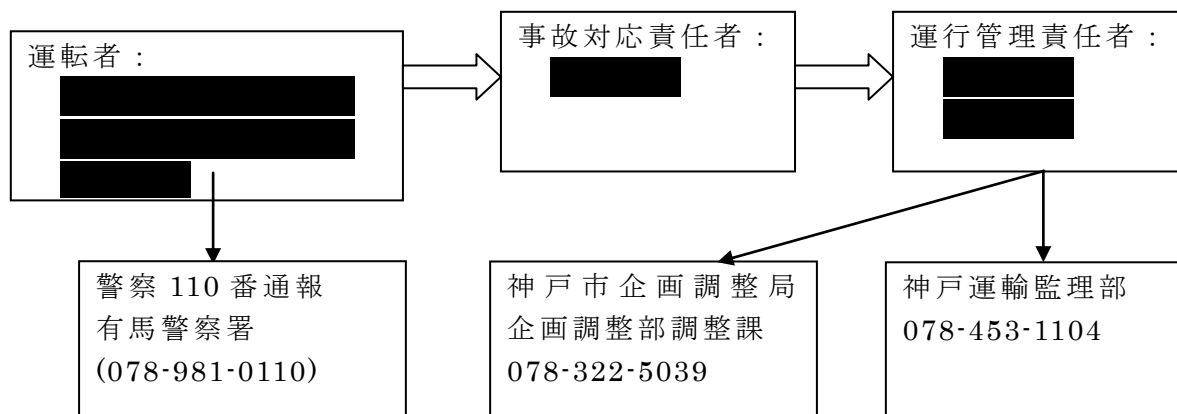 運転者：
事故対応責任者：
運行管理責任者：
警察 110 番通報
有馬警察署
(078-981-0110)
神戸市企画調整局
企画調整部調整課
078-322-5039
神戸運輸監理部
078-453-1104